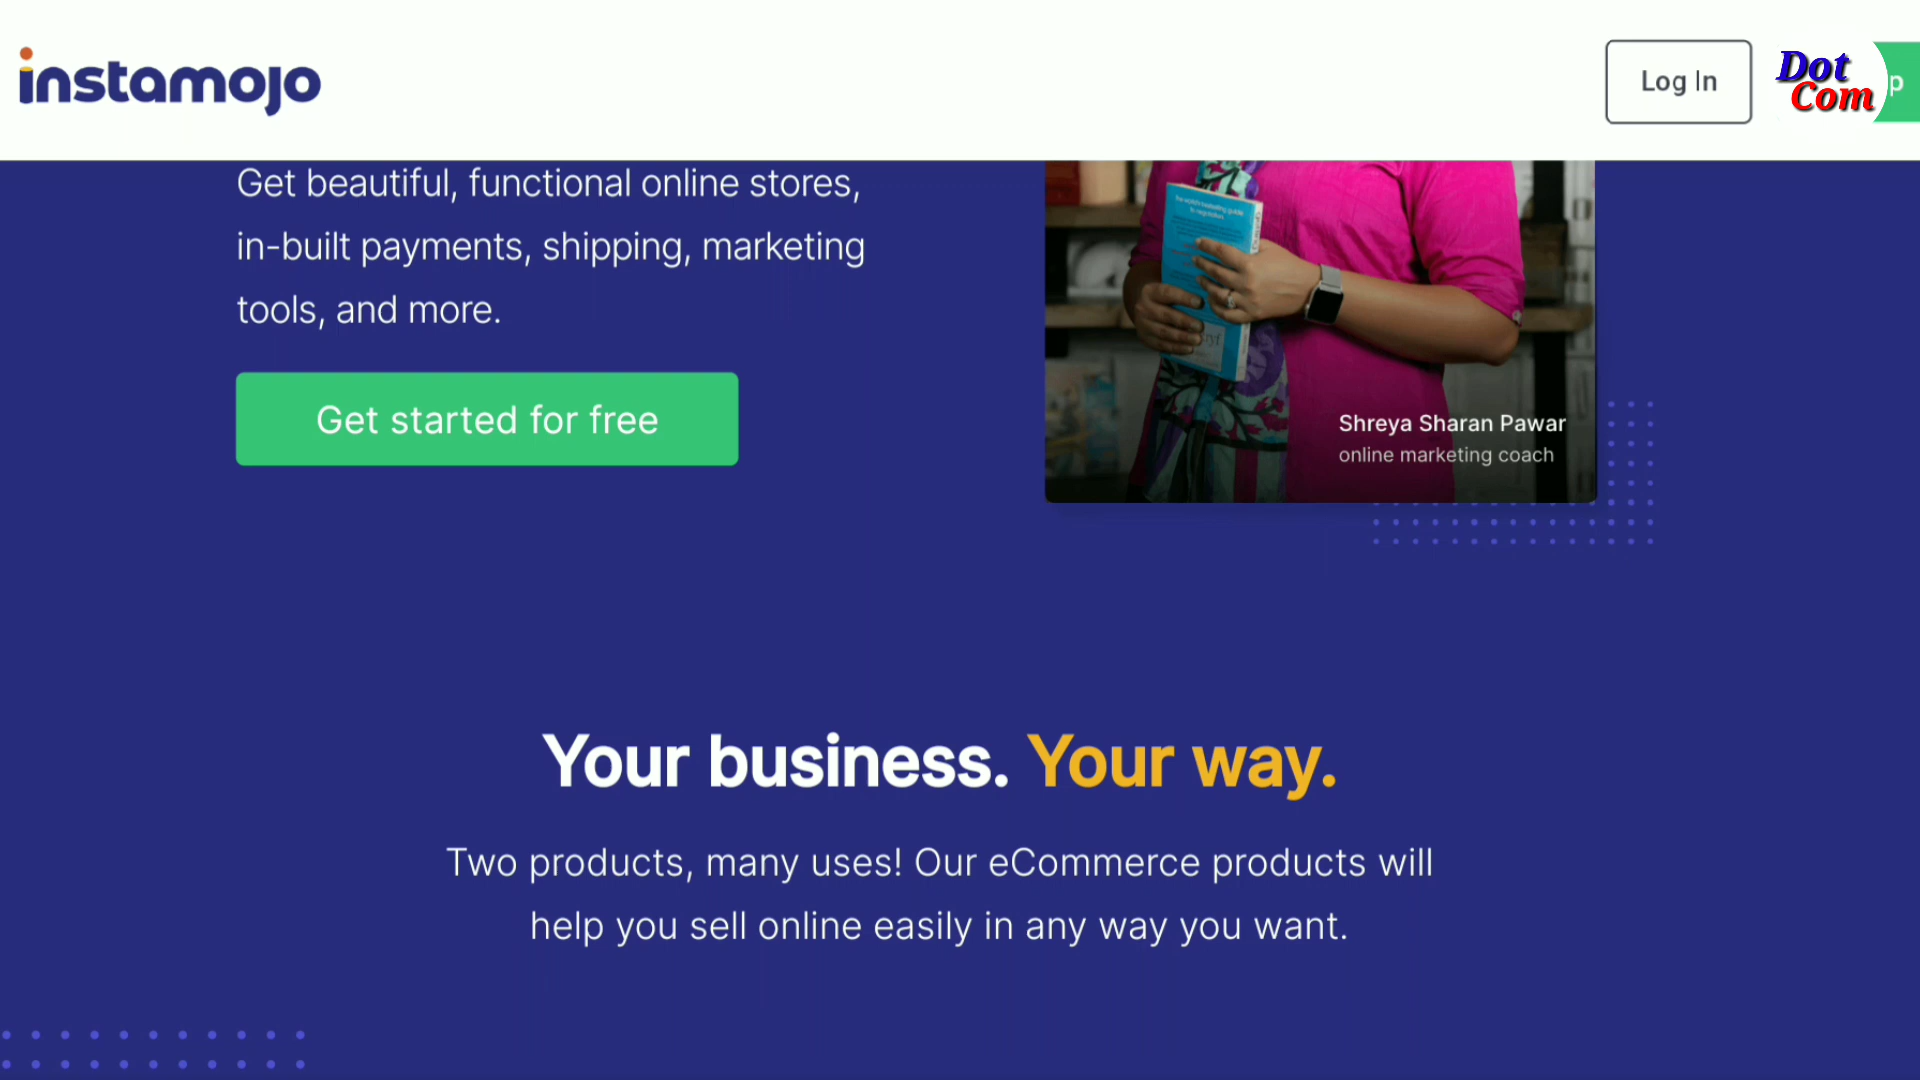 instamojo
Log In
Dot
Com
p
Get beautiful, functional online stores,
in-built payments, shipping, marketing
tools, and more.
Get started for free
Shreya Sharan Pawar
online marketing coach
Your business. Your way.
Two products, many uses! Our eCommerce products will
help you sell online easily in any way you want.